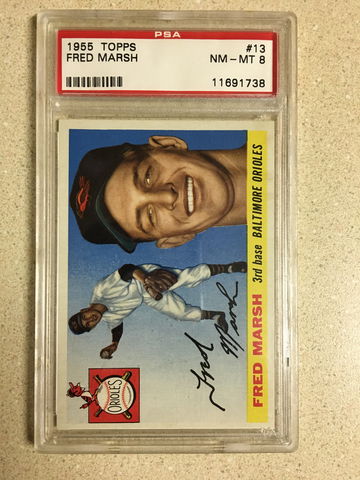 PSA
1955 TOPPS #13
FRED MARSH NM-MT 8
11691738
FRED MARSH 3rd base BALTIMORE ORIOLES
Fred Marsh
ORIOLES